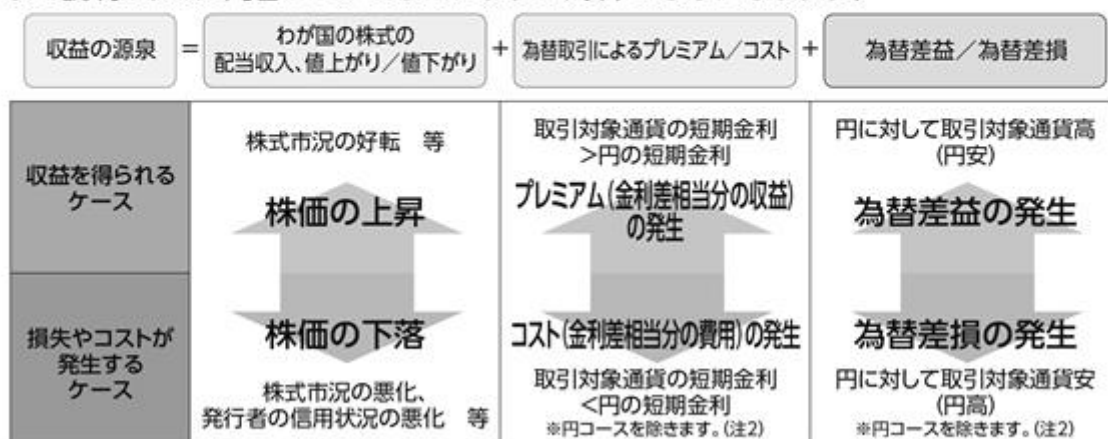 収益の源泉 = わが国の株式の
配当収入、値上がり／値下がり + 為替取引によるプレミアム／コスト + 為替差益／為替差損
収益を得られる
ケース
株式市況の好転　等
株価の上昇
取引対象通貨の短期金利
>円の短期金利
プレミアム(金利差相当分の収益)
の発生
円に対して取引対象通貨高
(円安)
為替差益の発生
損失やコストが
発生する
ケース
株価の下落
株式市況の悪化、
発行者の信用状況の悪化　等
コスト(金利差相当分の費用)の発生
取引対象通貨の短期金利
<円の短期金利
※円コースを除きます。(注2)
為替差損の発生
円に対して取引対象通貨安
(円高)
※円コースを除きます。(注2)